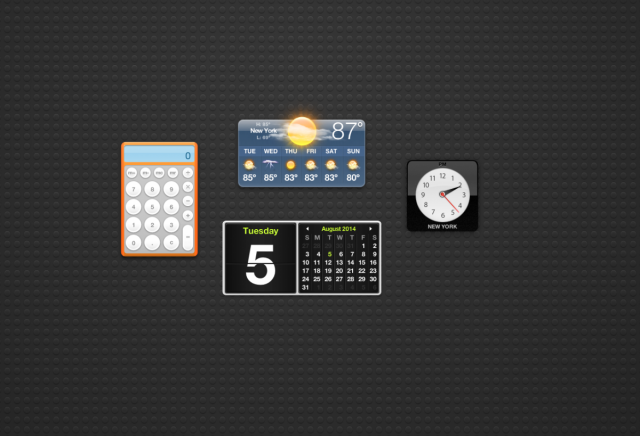 0
7 8 9 ×
4 5 6 −
1 2 3 +
0 . C =
New York
87°
TUE WED THU FRI SAT SUN
85° 85° 83° 83° 83° 80°
Tuesday
5
August 2014
S M T W T F S
1 2
3 4 5 6 7 8 9
10 11 12 13 14 15 16
17 18 19 20 21 22 23
24 25 26 27 28 29 30
31
PM
12
11 1
10 2
9 3
8 4
7 5
6
NEW YORK